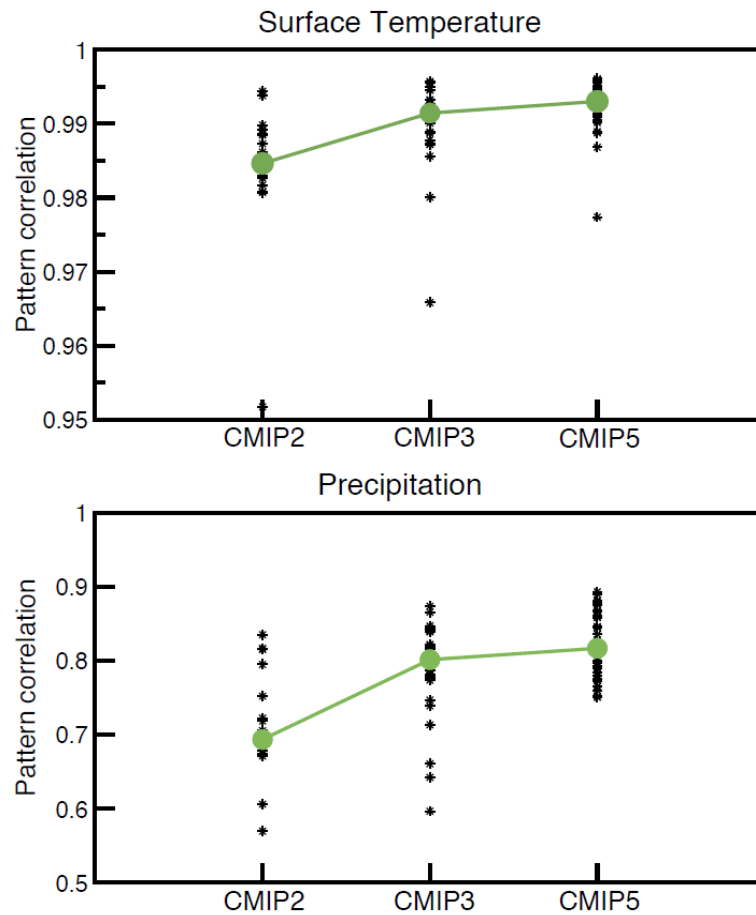 Surface Temperature
1
0.99
0.98
0.97
0.96
0.95
Pattern correlation
CMIP2 CMIP3 CMIP5
Precipitation
1
0.9
0.8
0.7
0.6
0.5
Pattern correlation
CMIP2 CMIP3 CMIP5